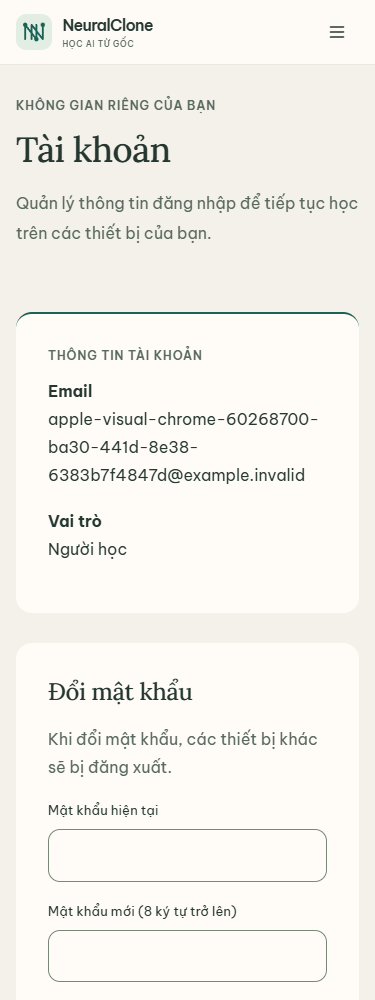 NeuralClone
HỌC AI TỪ GỐC
KHÔNG GIAN RIÊNG CỦA BẠN
Tài khoản
Quản lý thông tin đăng nhập để tiếp tục học
trên các thiết bị của bạn.
THÔNG TIN TÀI KHOẢN
Email
apple-visual-chrome-60268700-
ba30-441d-8e38-
6383b7f4847d@example.invalid
Vai trò
Người học
Đổi mật khẩu
Khi đổi mật khẩu, các thiết bị khác
sẽ bị đăng xuất.
Mật khẩu hiện tại
Mật khẩu mới (8 ký tự trở lên)